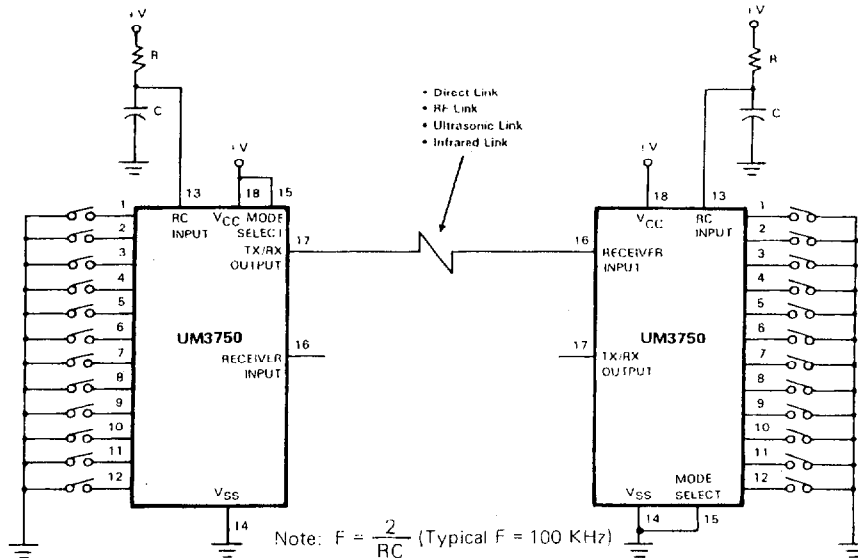 +V
+V
R
R
• Direct Link
• RF Link
• Ultrasonic Link
• Infrared Link
C
C
+V
+V
13
18
15
18
13
1
2
3
4
5
6
7
8
9
10
11
12
RC
INPUT
VCC
MODE
SELECT
TX/RX
OUTPUT
17
UM3750
RECEIVER
INPUT
16
VSS
14
16
VCC
RC
INPUT
RECEIVER
INPUT
UM3750
17
TX/RX
OUTPUT
VSS
MODE
SELECT
14
15
1
2
3
4
5
6
7
8
9
10
11
12
Note: F = 2/RC (Typical F = 100 KHz)